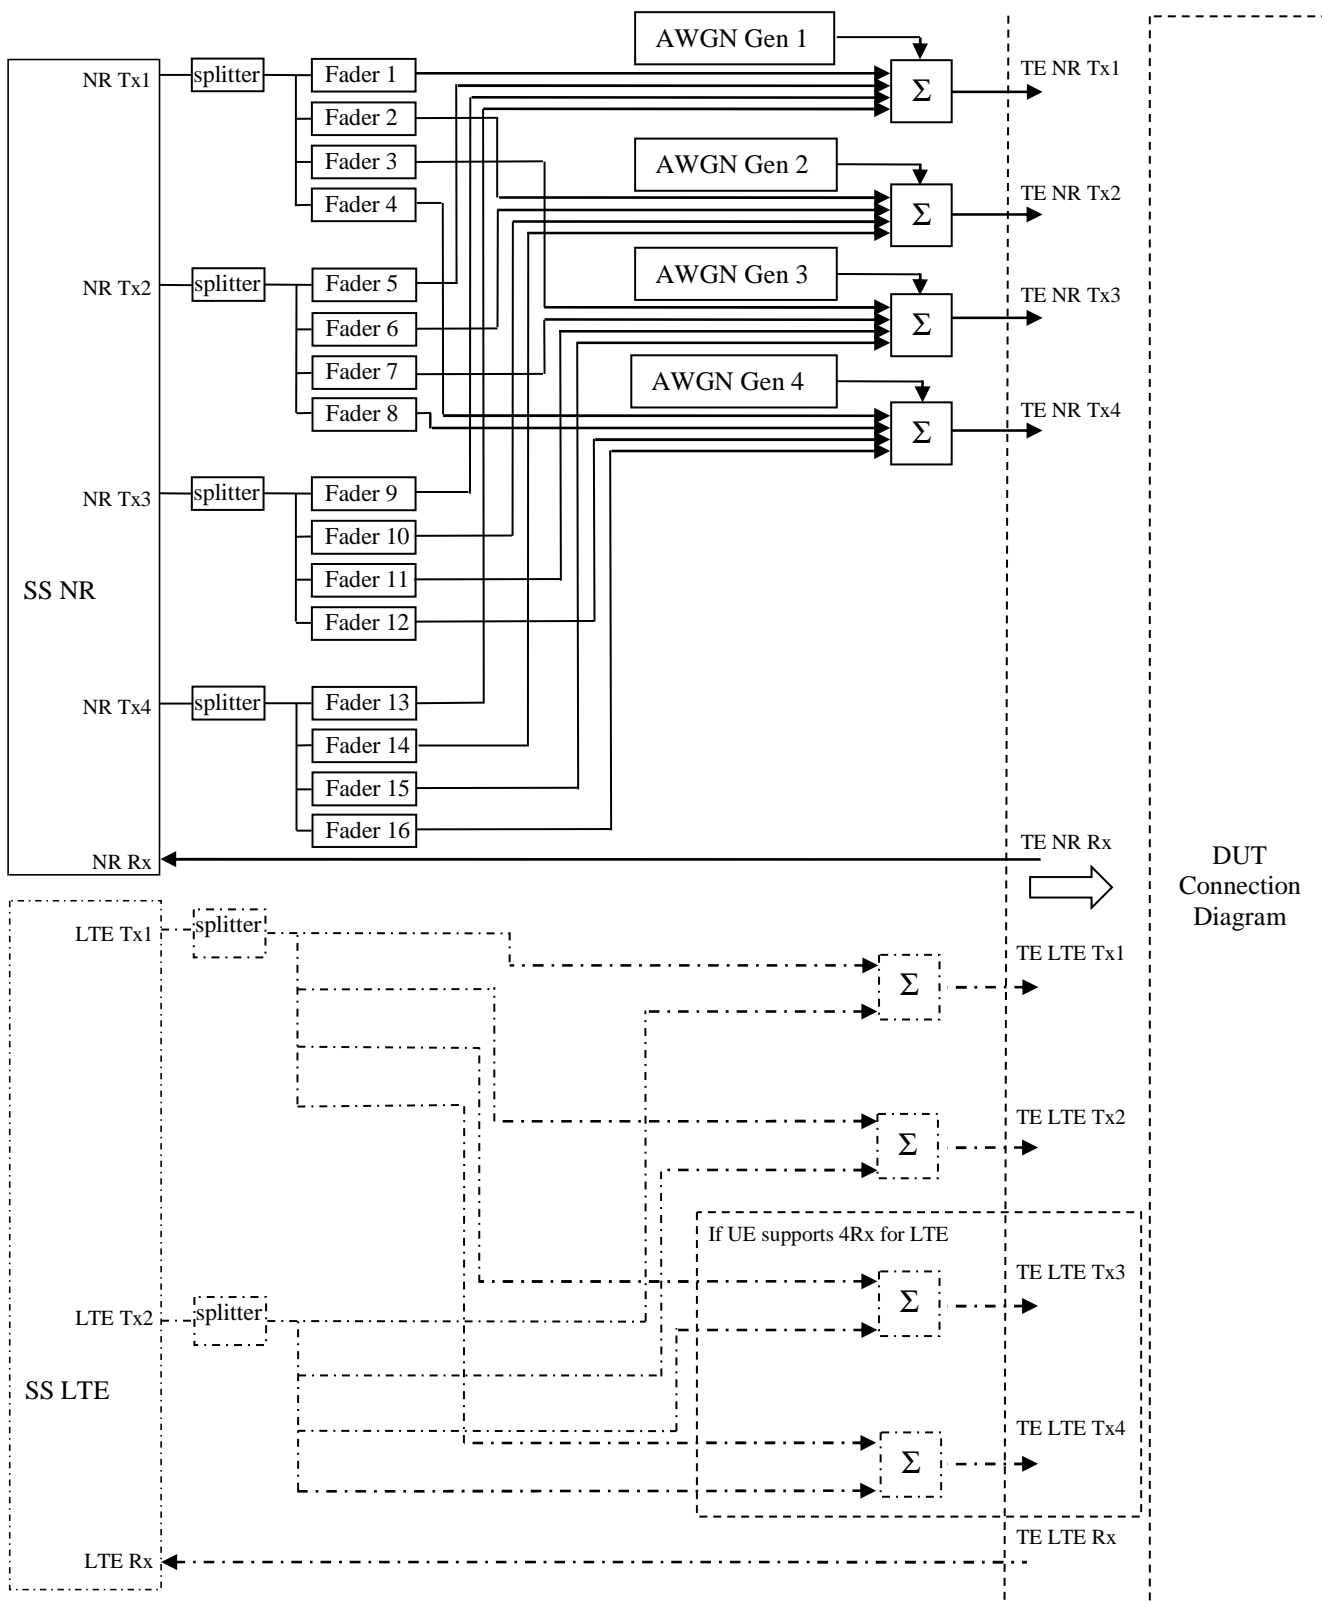 AWGN Gen 1
TE NR Tx1
NR Tx1
splitter
Fader 1
Σ
Fader 2
Fader 3
Fader 4
AWGN Gen 2
TE NR Tx2
Σ
NR Tx2
splitter
Fader 5
Fader 6
Fader 7
Fader 8
AWGN Gen 3
TE NR Tx3
Σ
AWGN Gen 4
TE NR Tx4
Σ
NR Tx3
splitter
Fader 9
Fader 10
Fader 11
Fader 12
SS NR
NR Tx4
splitter
Fader 13
Fader 14
Fader 15
Fader 16
NR Rx
TE NR Rx
DUT
Connection
Diagram
LTE Tx1
splitter
TE LTE Tx1
Σ
TE LTE Tx2
Σ
If UE supports 4Rx for LTE
TE LTE Tx3
Σ
LTE Tx2
splitter
SS LTE
TE LTE Tx4
Σ
TE LTE Rx
LTE Rx